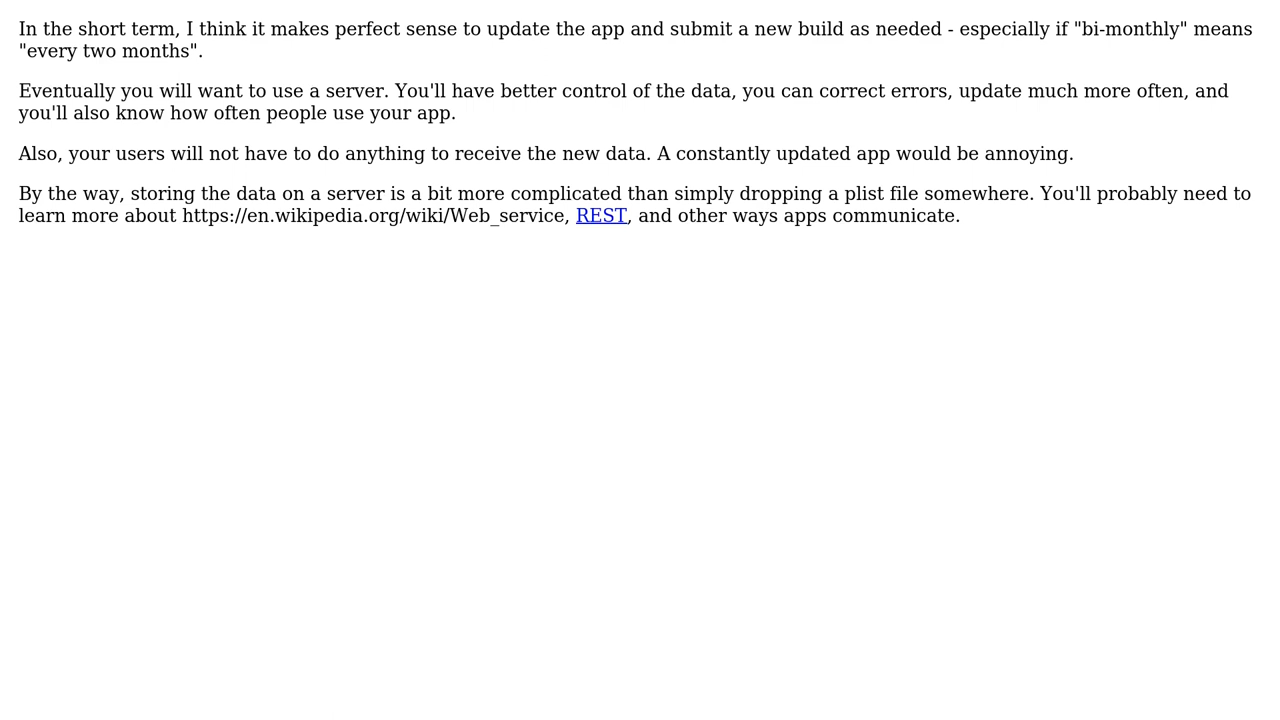 In the short term, I think it makes perfect sense to update the app and submit a new build as needed - especially if "bi-monthly" means
"every two months".
Eventually you will want to use a server. You'll have better control of the data, you can correct errors, update much more often, and
you'll also know how often people use your app.
Also, your users will not have to do anything to receive the new data. A constantly updated app would be annoying.
By the way, storing the data on a server is a bit more complicated than simply dropping a plist file somewhere. You'll probably need to
learn more about https://en.wikipedia.org/wiki/Web_service, REST, and other ways apps communicate.